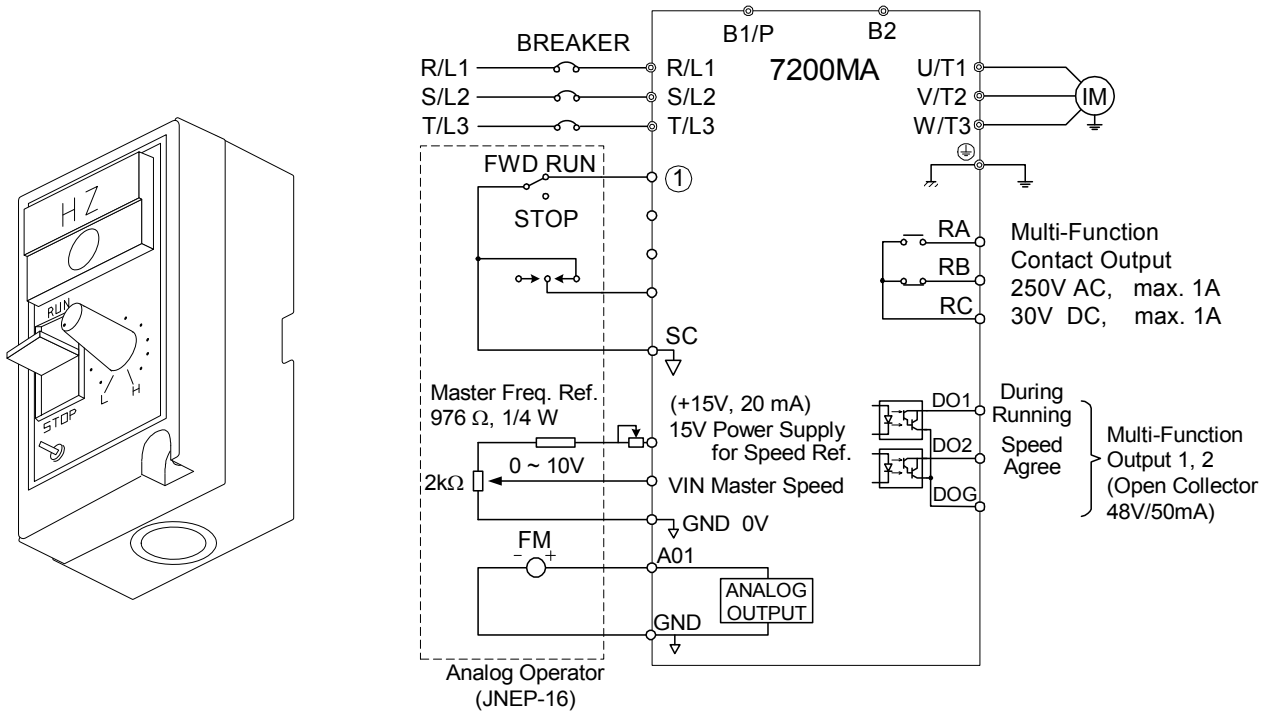 HZ
RUN
L
H
STOP
BREAKER
R/L1
S/L2
T/L3
B1/P
B2
7200MA
R/L1
S/L2
T/L3
U/T1
V/T2
W/T3
IM
FWD RUN
STOP
1
SC
RA
RB
RC
Multi-Function
Contact Output
250V AC, max. 1A
30V DC, max. 1A
Master Freq. Ref.
976 Ω, 1/4 W
0 ~ 10V
2kΩ
(+15V, 20 mA)
15V Power Supply
for Speed Ref.
VIN Master Speed
GND 0V
FM
- +
A01
ANALOG
OUTPUT
GND
DO1
DO2
DOG
During
Running
Speed
Agree
Multi-Function
Output 1, 2
(Open Collector
48V/50mA)
Analog Operator
(JNEP-16)